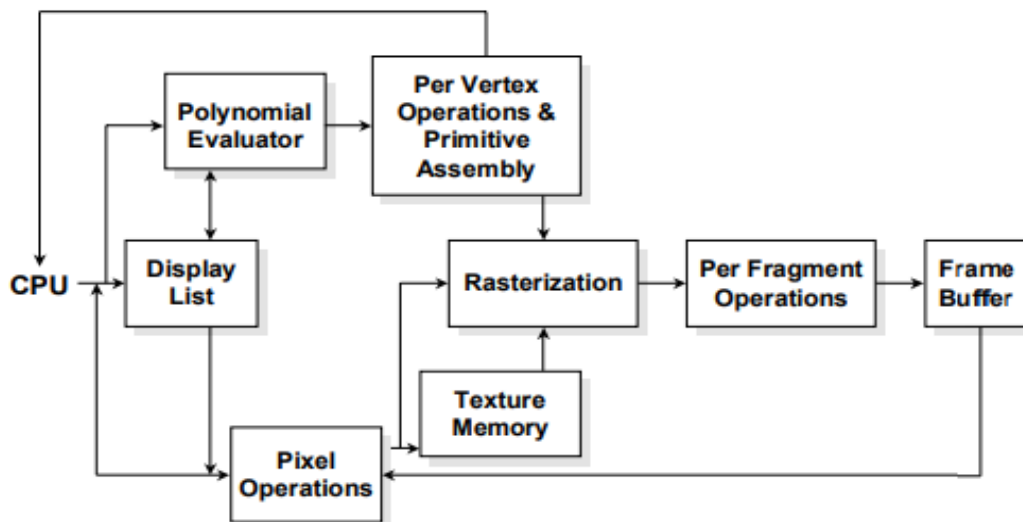 Per Vertex
Operations &
Primitive
Assembly
Polynomial
Evaluator
CPU
Display
List
Rasterization
Per Fragment
Operations
Frame
Buffer
Texture
Memory
Pixel
Operations